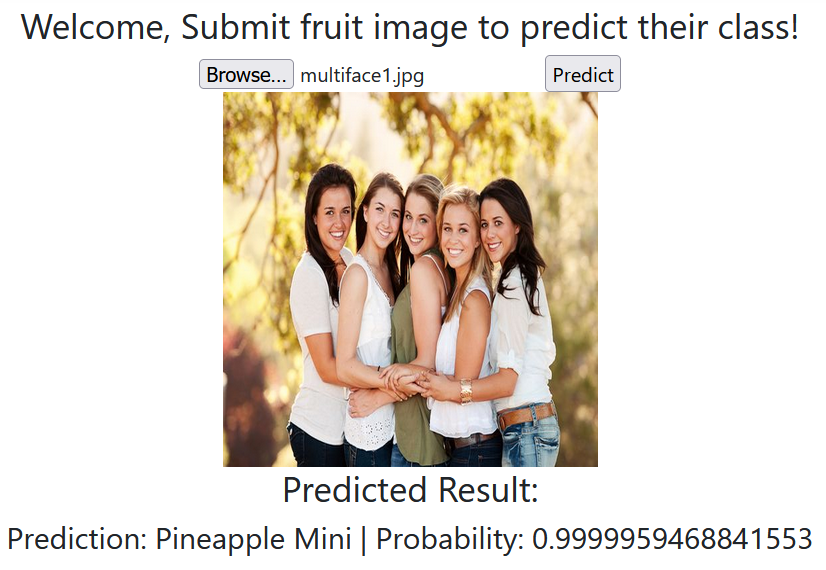 Welcome, Submit fruit image to predict their class!
Browse... multiface1.jpg Predict
Predicted Result:
Prediction: Pineapple Mini | Probability: 0.9999959468841553